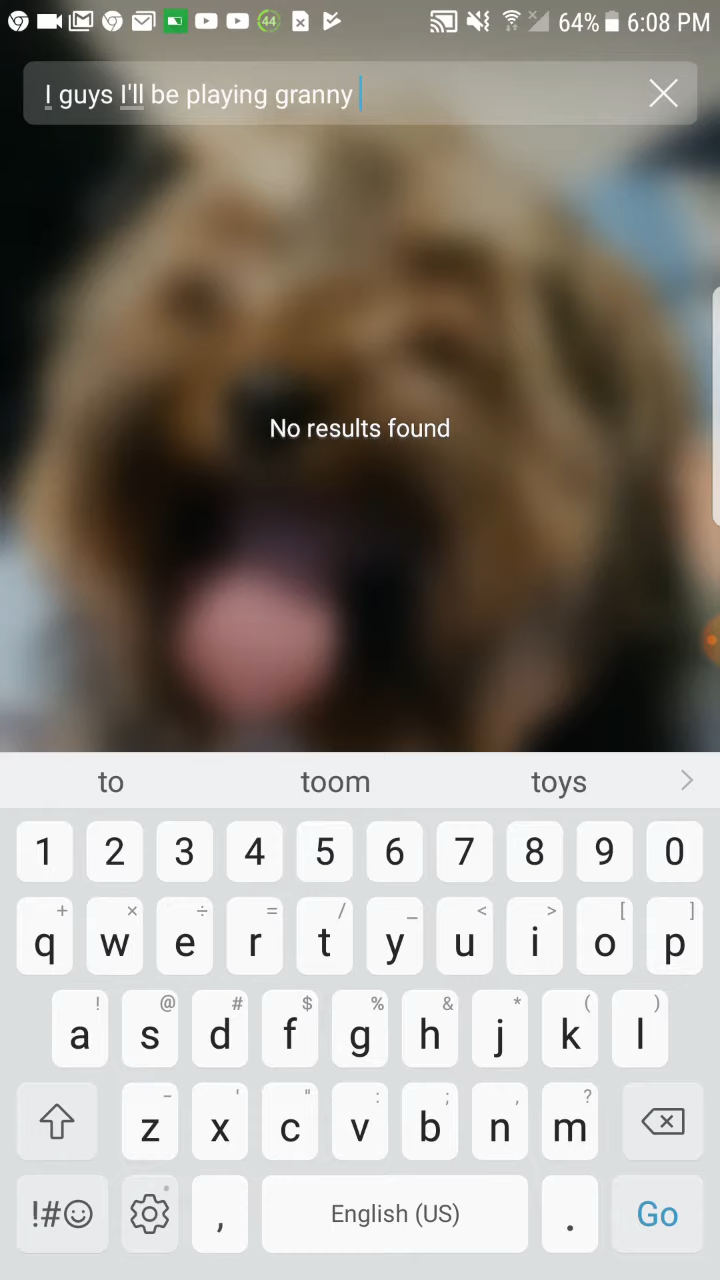 44 64% 6:08 PM
I guys I'll be playing granny
No results found
to toom toys
1 2 3 4 5 6 7 8 9 0
+ × ÷ = / _ < > [ ]
q w e r t y u i o p
! @ # $ % & * ( )
a s d f g h j k l
- ' " : ; , ?
z x c v b n m
!#☺ , English (US) . Go